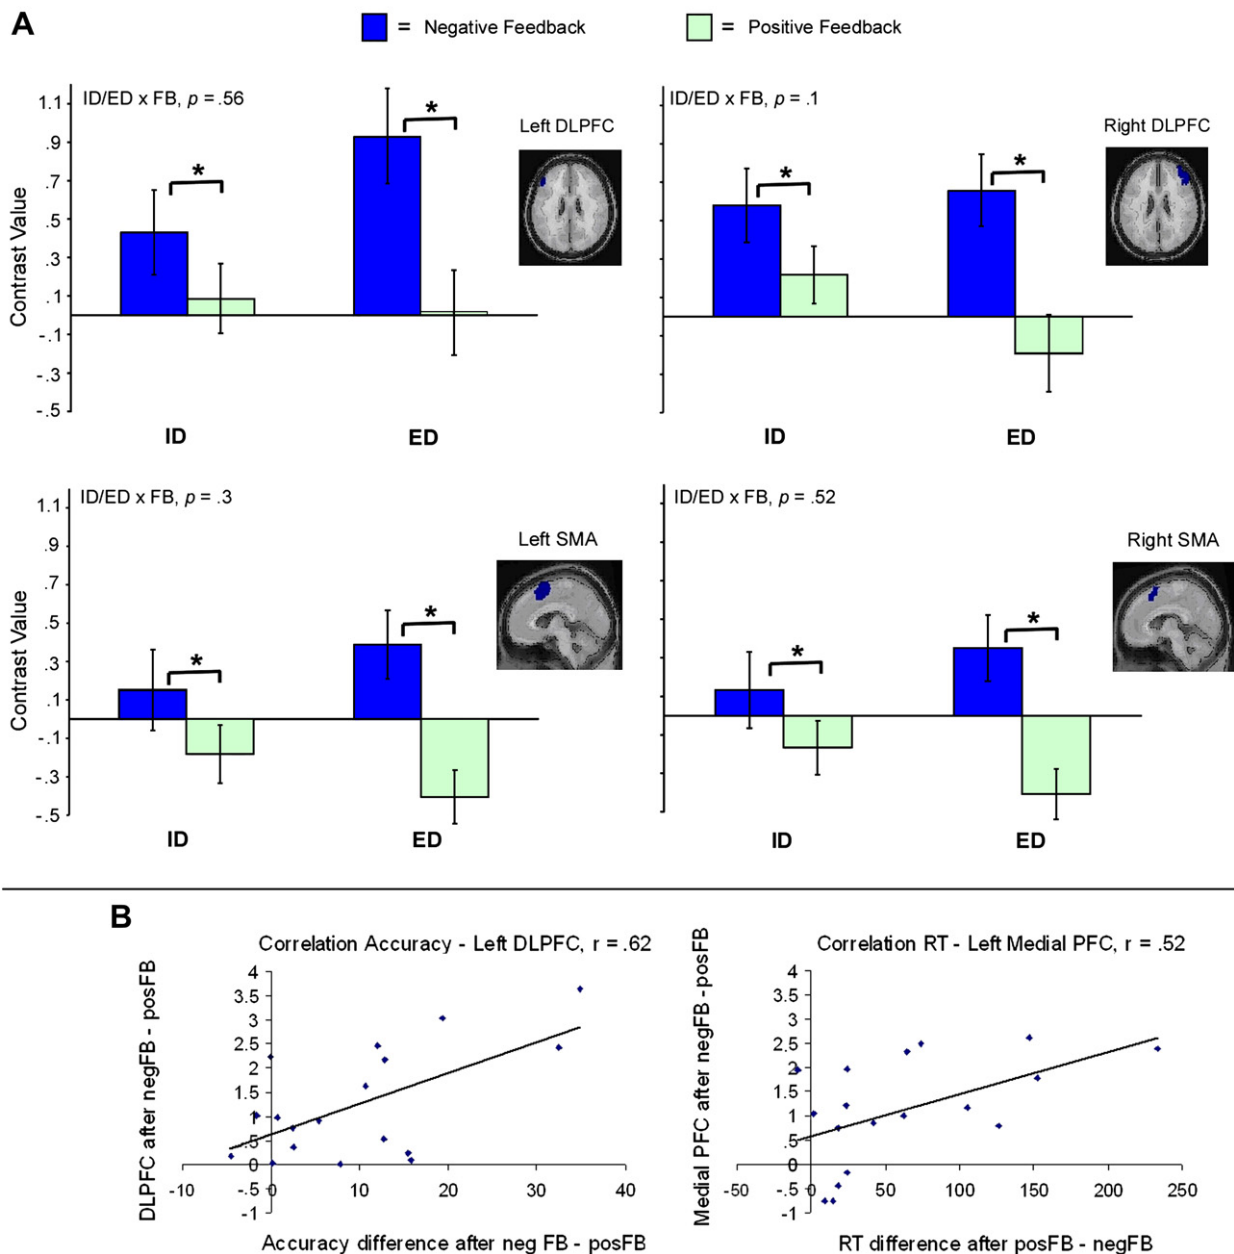 A
= Negative Feedback
= Positive Feedback
ID/ED x FB, p = .56
Left DLPFC
Contrast Value
1.1
.9
.7
.5
.3
.1
-.1
-.3
-.5
ID
ED
ID/ED x FB, p = .1
Right DLPFC
ID
ED
ID/ED x FB, p = .3
Left SMA
Contrast Value
1.1
.9
.7
.5
.3
.1
-.1
-.3
-.5
ID
ED
ID/ED x FB, p = .52
Right SMA
ID
ED
*
*
*
*
*
*
*
*
B
Correlation Accuracy - Left DLPFC, r = .62
DLPFC after negFB - posFB
4
3.5
3
2.5
2
1.5
1
.5
0
-.5
-1
-10
0
10
20
30
40
Accuracy difference after neg FB - posFB
Correlation RT - Left Medial PFC, r = .52
Medial PFC after negFB -posFB
4
3.5
3
2.5
2
1.5
1
.5
0
-.5
-1
-50
0
50
100
150
200
250
RT difference after posFB - negFB